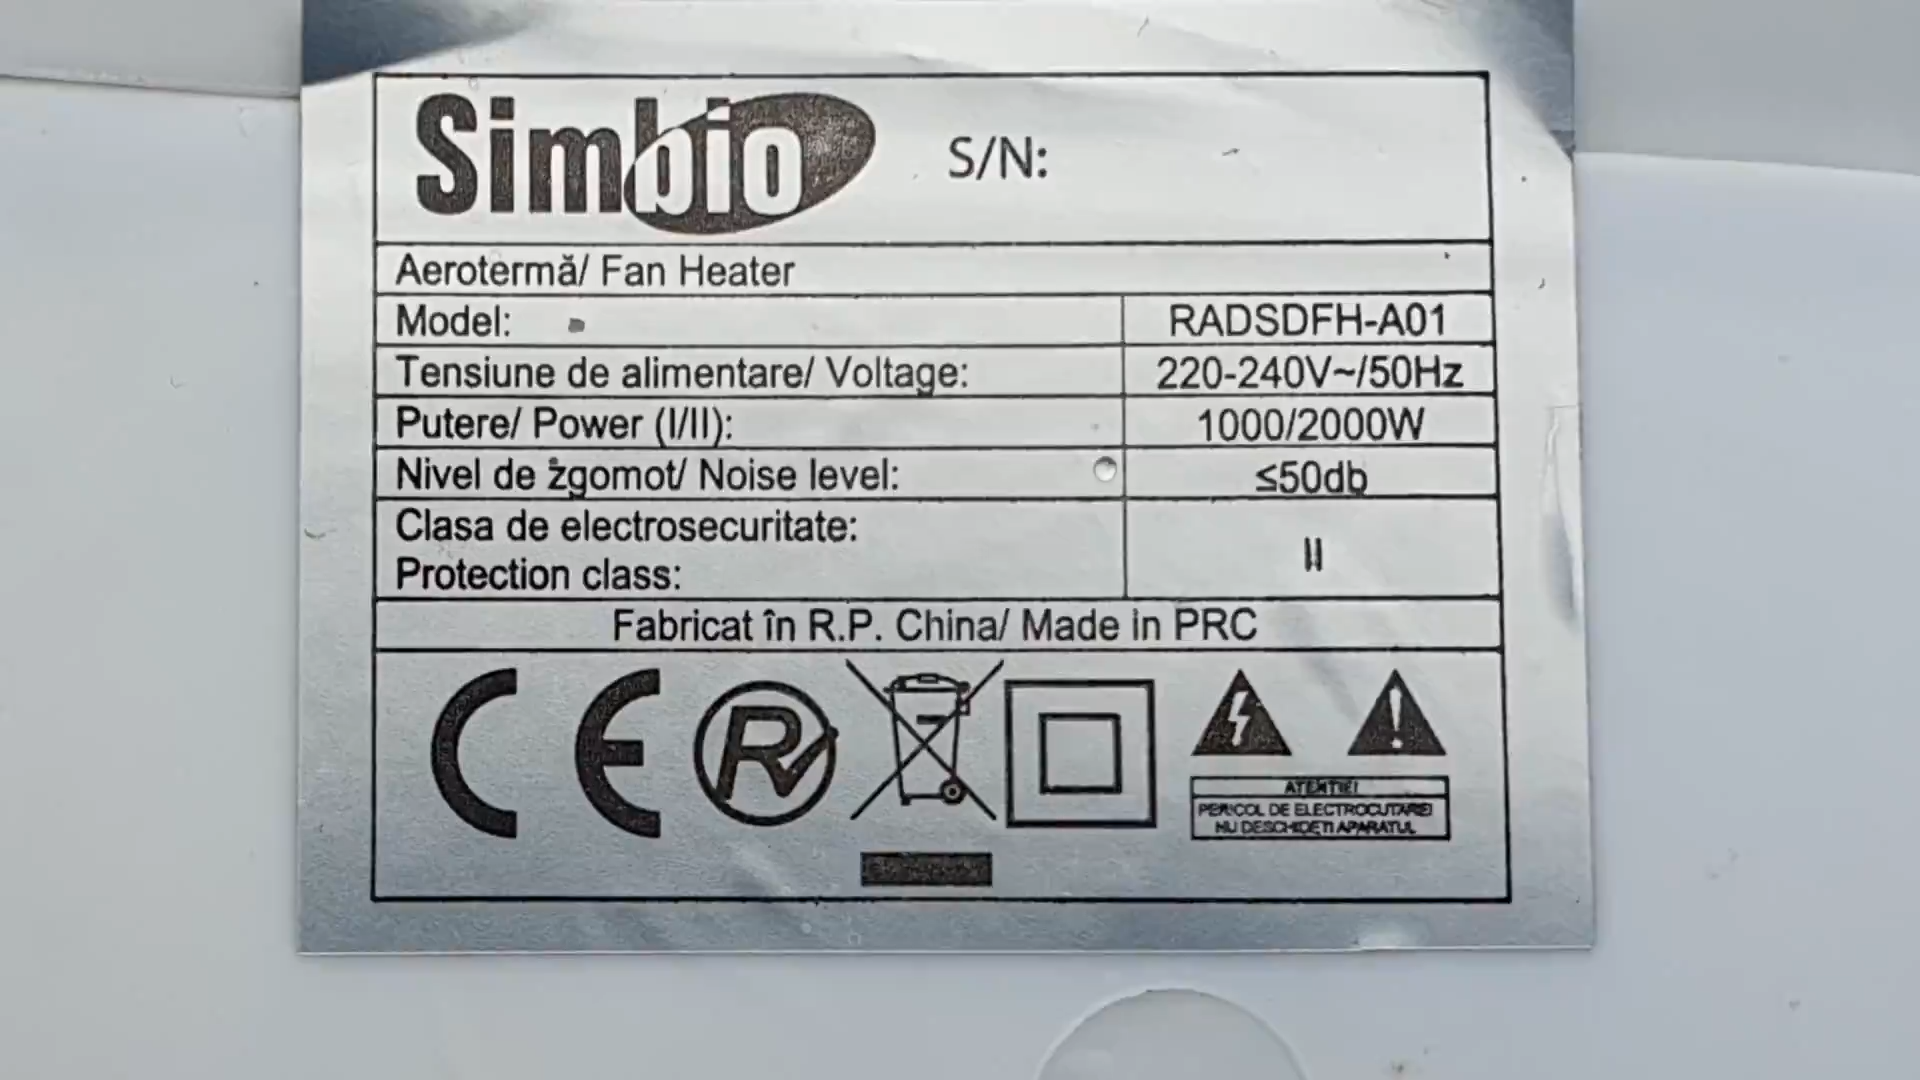 Simbio S/N:
Aerotermă/ Fan Heater
Model: RADSDFH-A01
Tensiune de alimentare/ Voltage: 220-240V~/50Hz
Putere/ Power (I/II): 1000/2000W
Nivel de zgomot/ Noise level: ≤50db
Clasa de electrosecuritate:
Protection class: II
Fabricat în R.P. China/ Made in PRC
CE R
ATENȚIE!
PERICOL DE ELECTROCUTARE!
NU DESCHIDEȚI APARATUL